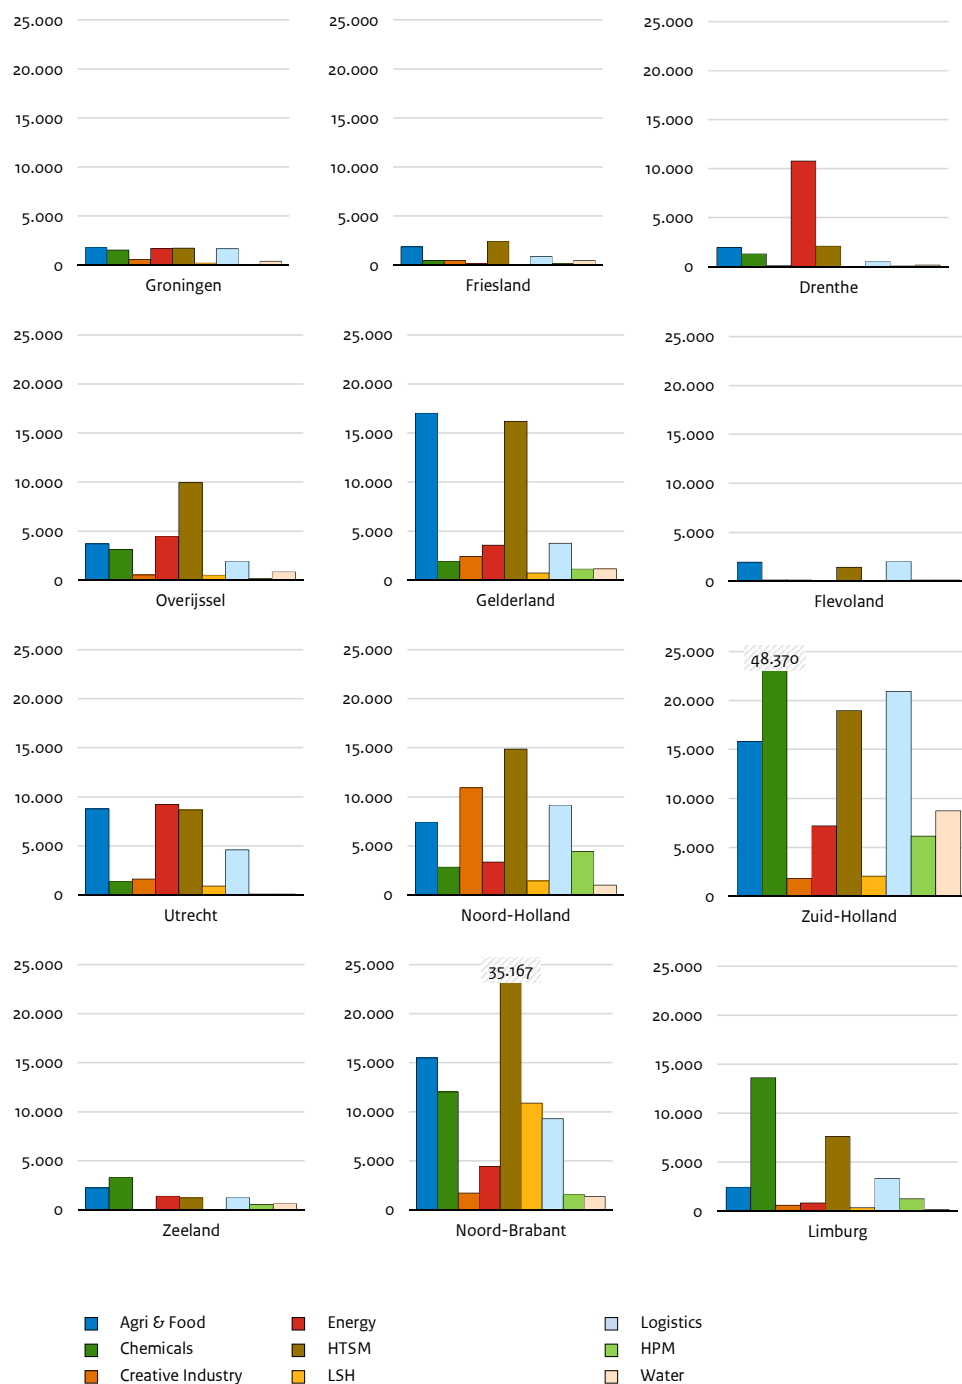 25.000 25.000 25.000
20.000 20.000 20.000
15.000 15.000 15.000
10.000 10.000 10.000
5.000 5.000 5.000
0 0 0
Groningen Friesland Drenthe
25.000 25.000 25.000
20.000 20.000 20.000
15.000 15.000 15.000
10.000 10.000 10.000
5.000 5.000 5.000
0 0 0
Overijssel Gelderland Flevoland
25.000 25.000 25.000
48.370
20.000 20.000 20.000
15.000 15.000 15.000
10.000 10.000 10.000
5.000 5.000 5.000
0 0 0
Utrecht Noord-Holland Zuid-Holland
25.000 25.000 25.000
35.167
20.000 20.000 20.000
15.000 15.000 15.000
10.000 10.000 10.000
5.000 5.000 5.000
0 0 0
Zeeland Noord-Brabant Limburg
Agri & Food Energy Logistics
Chemicals HTSM HPM
Creative Industry LSH Water